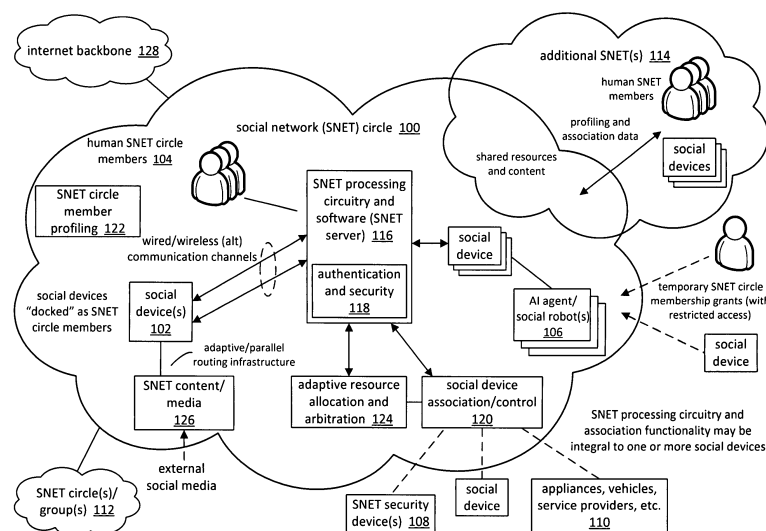 internet backbone 128
additional SNET(s) 114
human SNET
members
profiling and
association data
social
devices
shared resources
and content
social network (SNET) circle 100
human SNET circle
members 104
SNET circle
member
profiling 122
SNET processing
circuitry and
software (SNET
server)
116
authentication
and security
118
wired/wireless (alt)
communication channels
social
device
AI agent/
social robot(s)
106
temporary SNET circle
membership grants (with
restricted access)
social
device
social devices
"docked" as SNET
circle members
social
device(s)
102
adaptive/parallel
routing infrastructure
SNET content/
media
126
external
social media
adaptive resource
allocation and
arbitration 124
social device
association/control
120
SNET processing circuitry and
association functionality may be
integral to one or more social devices
SNET circle(s)/
group(s) 112
SNET security
device(s) 108
social
device
appliances, vehicles,
service providers, etc.
110